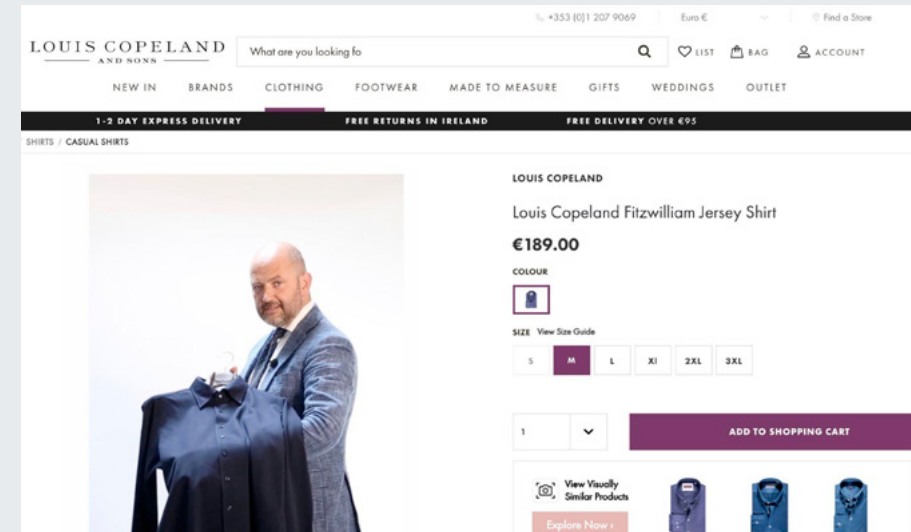 +353 (0)1 207 9069 Euro € Find a Store
LOUIS COPELAND
AND SONS
What are you looking fo
LIST BAG ACCOUNT
NEW IN BRANDS CLOTHING FOOTWEAR MADE TO MEASURE GIFTS WEDDINGS OUTLET
1-2 DAY EXPRESS DELIVERY FREE RETURNS IN IRELAND FREE DELIVERY OVER €95
SHIRTS / CASUAL SHIRTS
LOUIS COPELAND
Louis Copeland Fitzwilliam Jersey Shirt
€189.00
COLOUR
SIZE View Size Guide
S M L Xl 2XL 3XL
1 ADD TO SHOPPING CART
View Visually
Similar Products
Explore Now ›